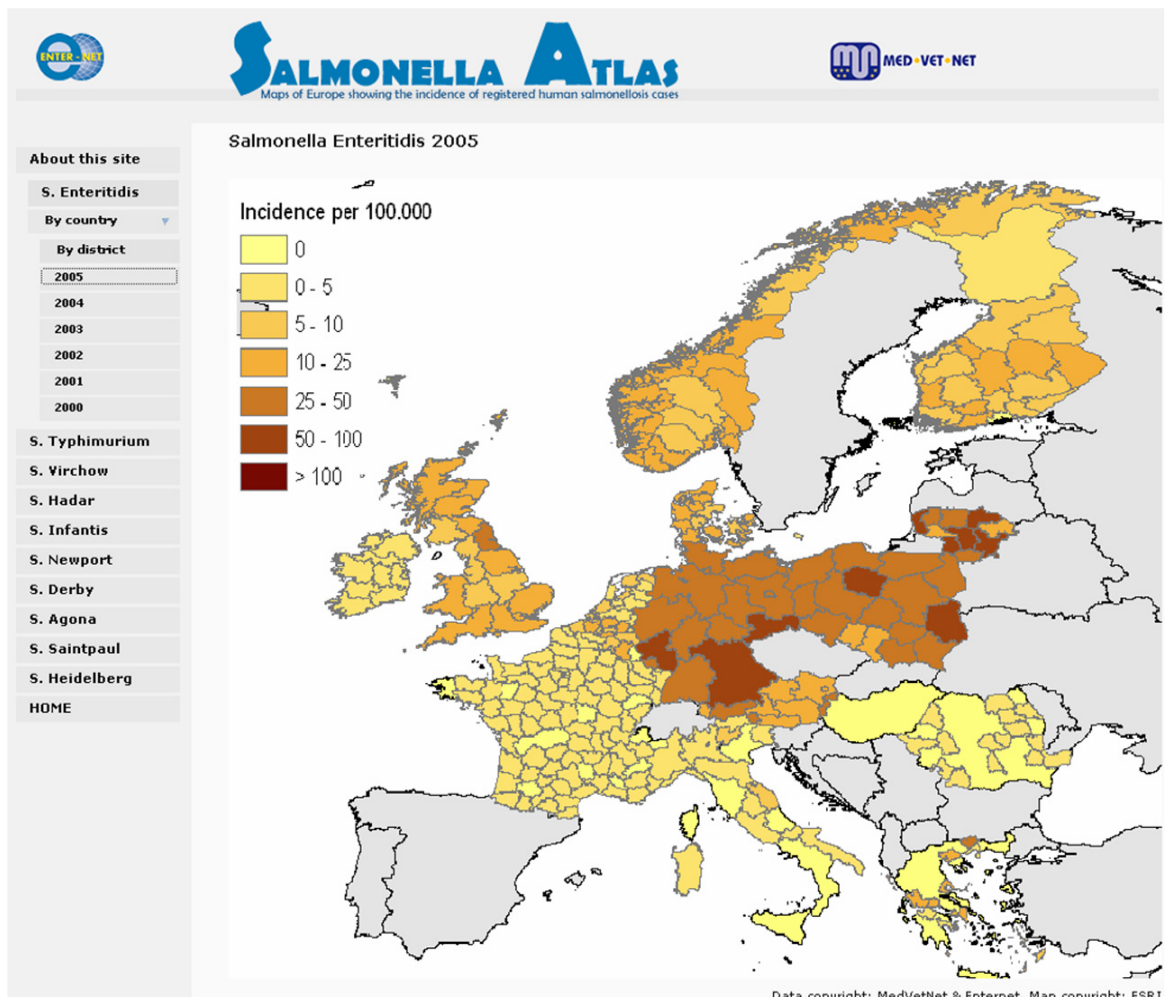 ENTER-NET
SALMONELLA ATLAS
Maps of Europe showing the incidence of registered human salmonellosis cases
MED•VET•NET
About this site
S. Enteritidis
By country
By district
2005
2004
2003
2002
2001
2000
S. Typhimurium
S. Virchow
S. Hadar
S. Infantis
S. Newport
S. Derby
S. Agona
S. Saintpaul
S. Heidelberg
HOME
Salmonella Enteritidis 2005
Incidence per 100.000
0
0 - 5
5 - 10
10 - 25
25 - 50
50 - 100
> 100
Data copyright: MedVetNet & Enternet. Map copyright: ESRI